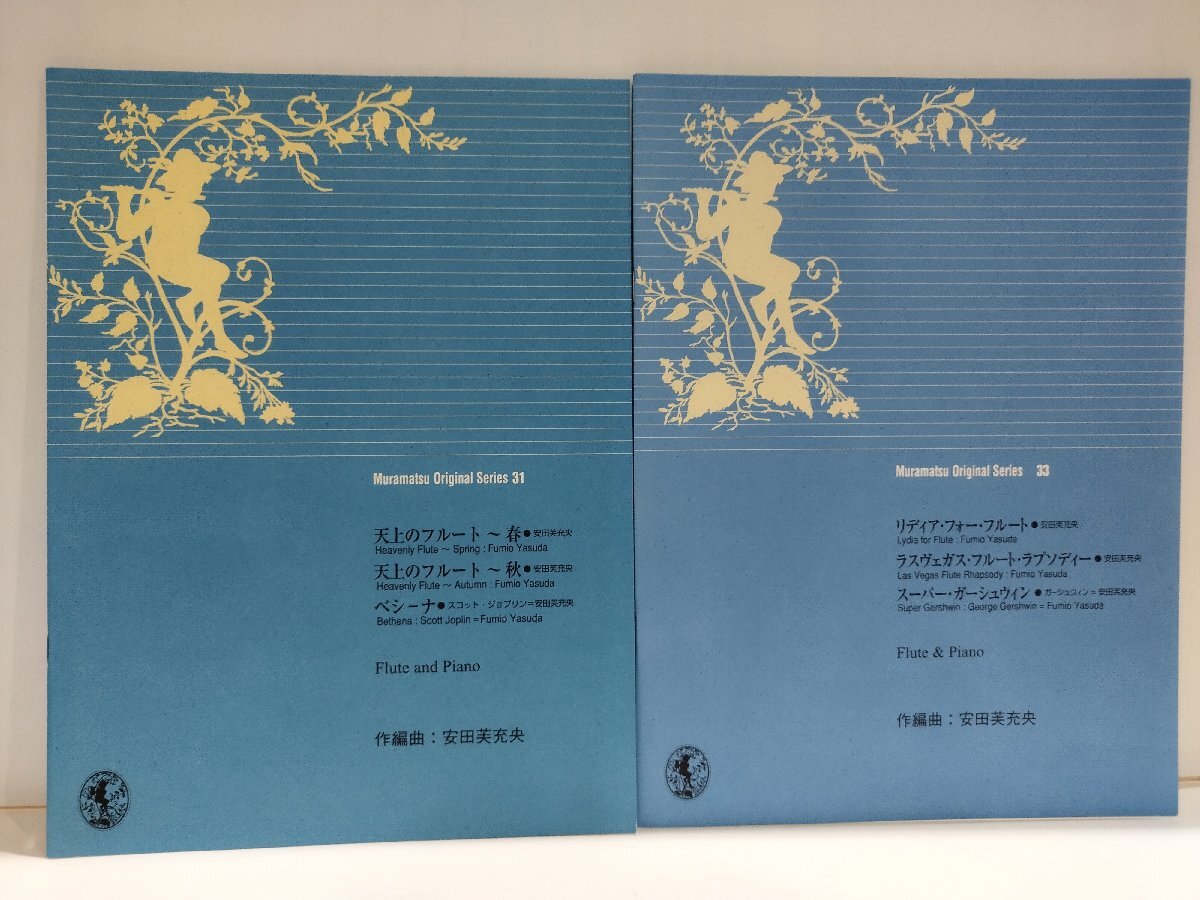 Muramatsu Original Series 31
天上のフルート ～ 春●安田芙充央
Heavenly Flute ～ Spring : Fumio Yasuda
天上のフルート ～ 秋●安田芙充央
Heavenly Flute ～ Autumn : Fumio Yasuda
ベシーナ●スコット・ジョプリン＝安田芙充央
Bethena : Scott Joplin = Fumio Yasuda
Flute and Piano
作編曲：安田芙充央
Muramatsu Original Series 33
リディア・フォー・フルート●安田芙充央
Lydia for Flute : Fumio Yasuda
ラスヴェガス・フルート・ラプソディー●安田芙充央
Las Vegas Flute Rhapsody : Fumio Yasuda
スーパー・ガーシュウィン●ガーシュウィン＝安田芙充央
Super Gershwin : George Gershwin = Fumio Yasuda
Flute & Piano
作編曲：安田芙充央